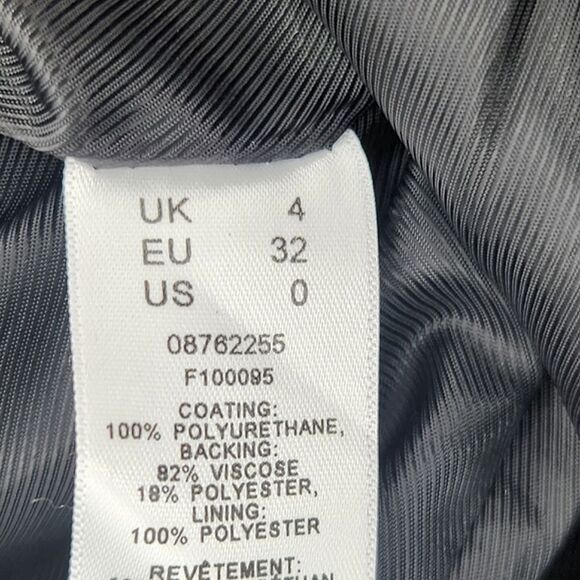 UK 4
EU 32
US 0
08762255
F100095
COATING:
100% POLYURETHANE,
BACKING:
82% VISCOSE
18% POLYESTER,
LINING:
100% POLYESTER
REVÊTEMENT: